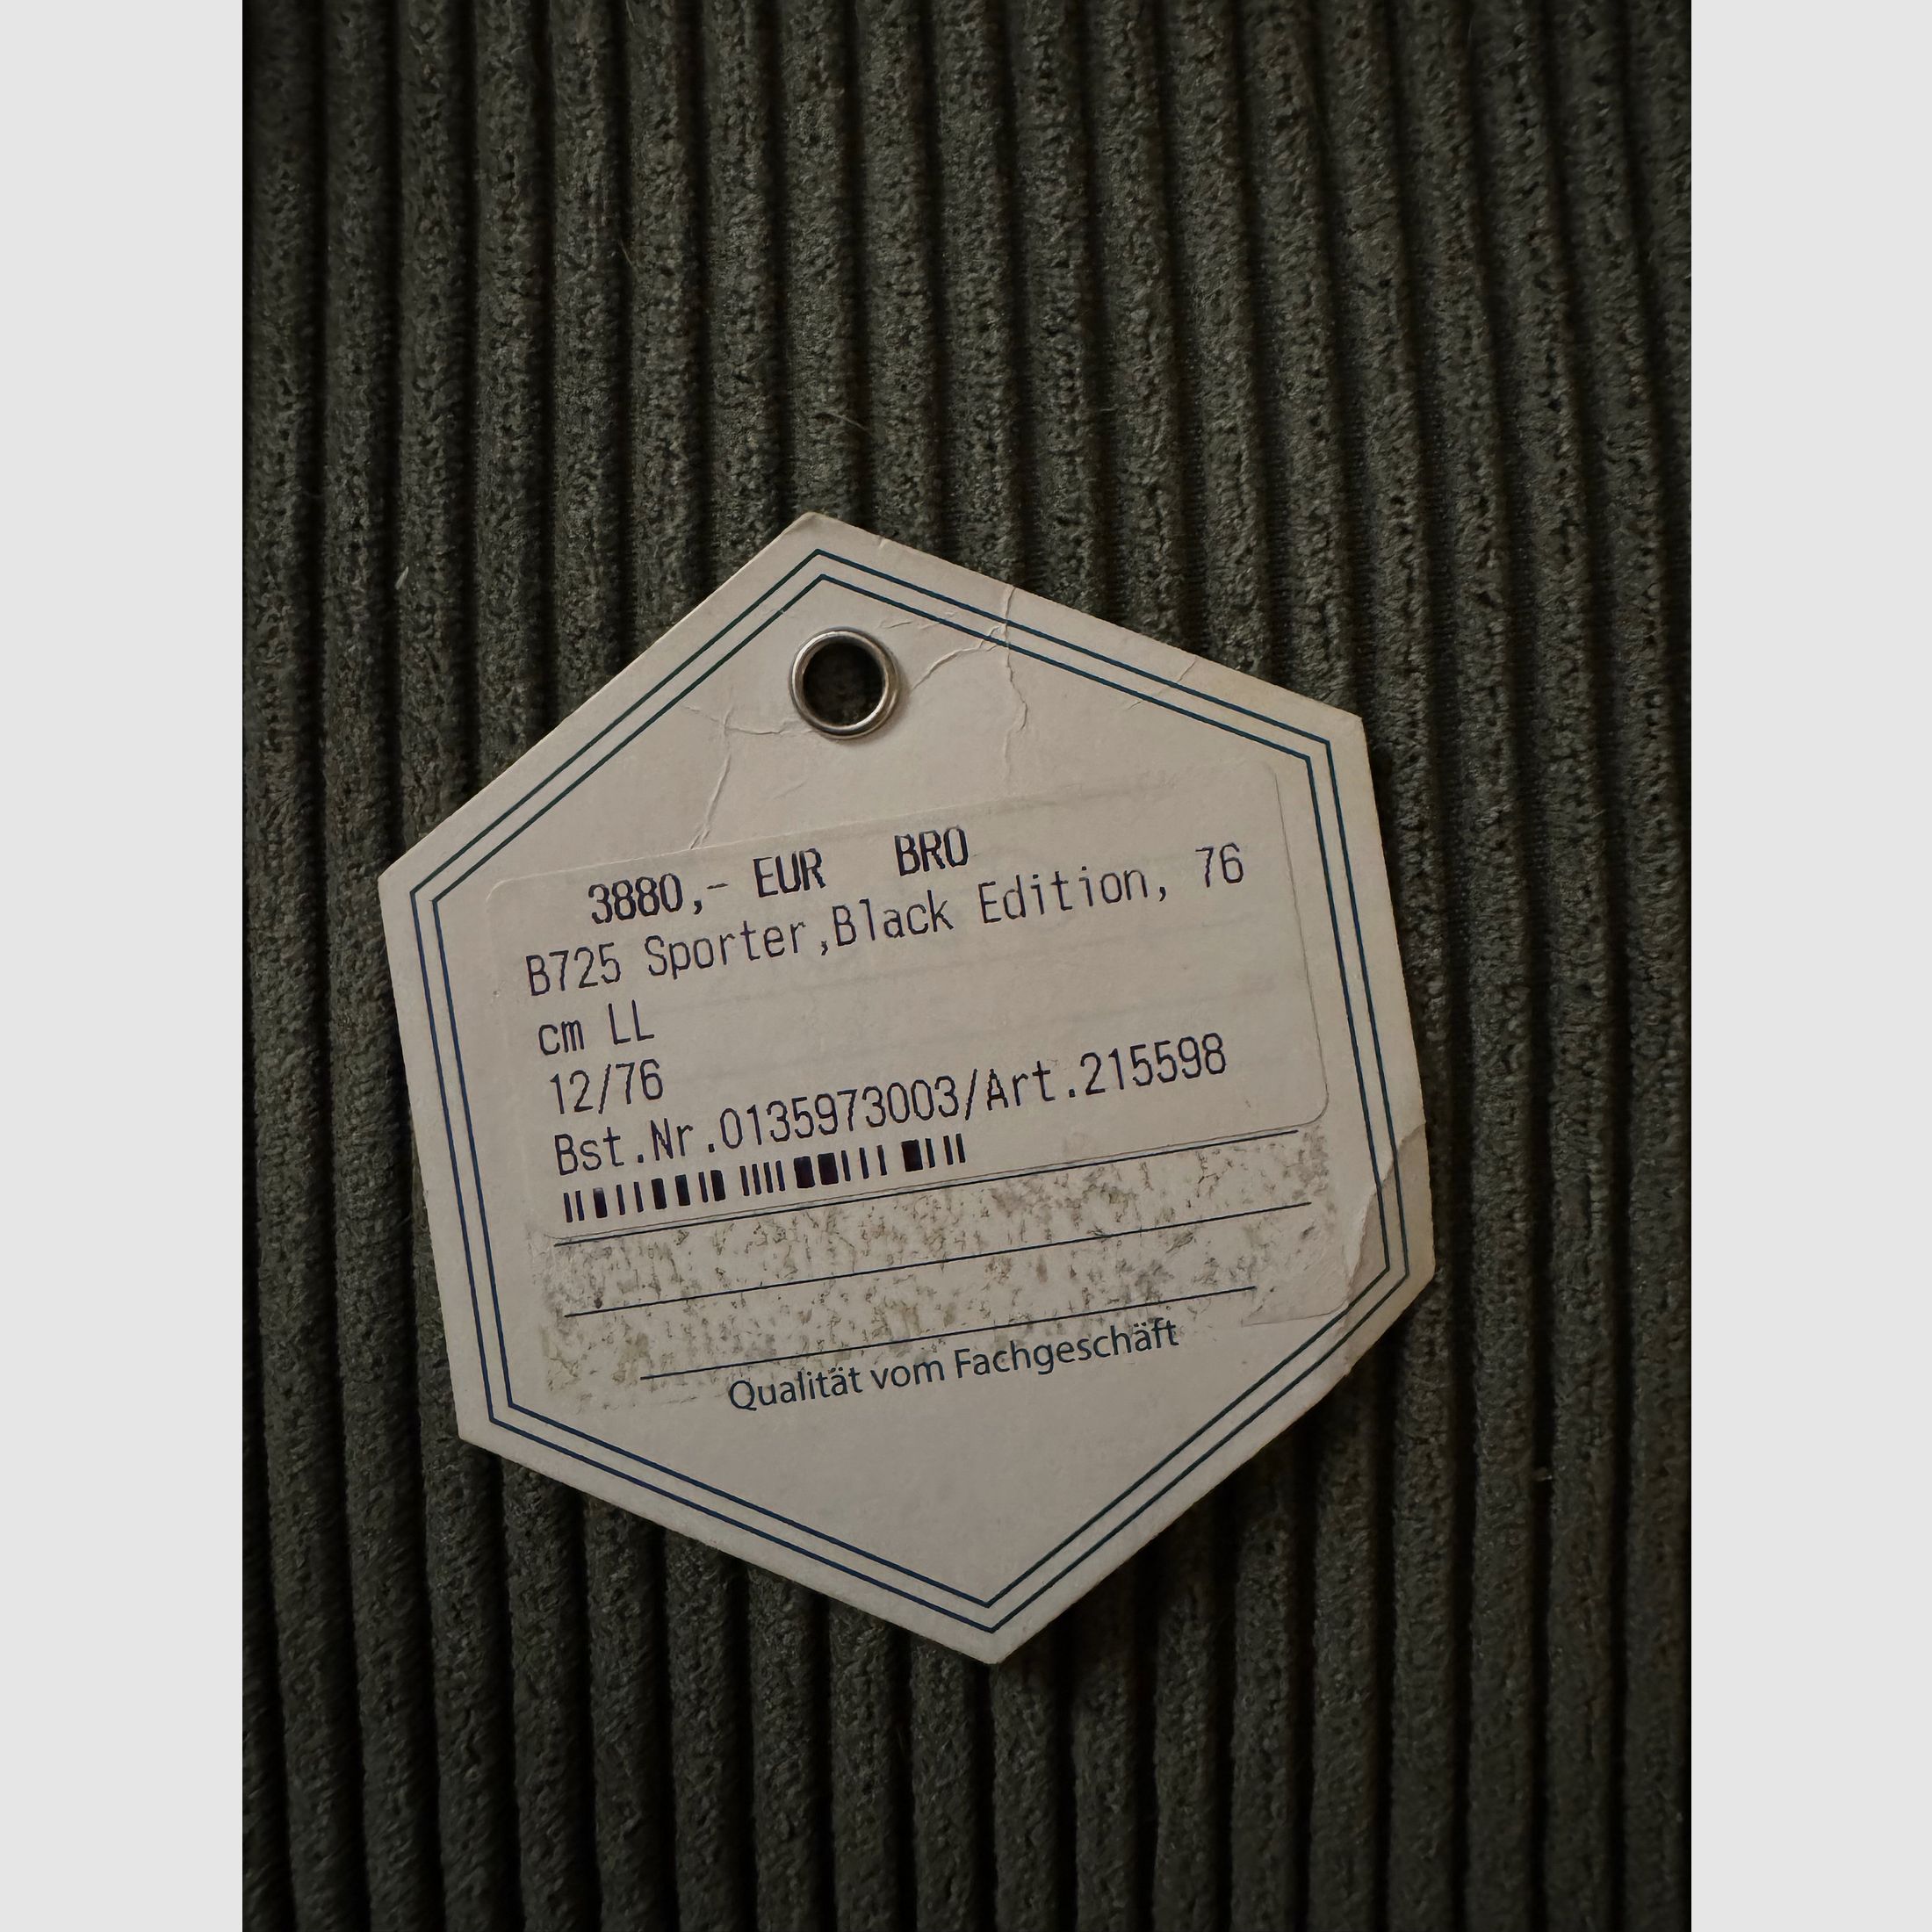 3880,- EUR BRO
B725 Sporter,Black Edition, 76
cm LL
12/76
Bst.Nr.0135973003/Art.215598
Qualität vom Fachgeschäft